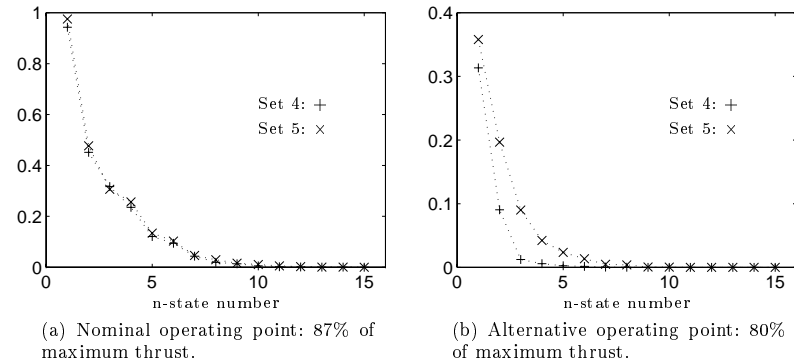 1
0.8
0.6
0.4
0.2
0
0 5 10 15
n-state number
Set 4: +
Set 5: ×
(a) Nominal operating point: 87% of
maximum thrust.
0.4
0.3
0.2
0.1
0
0 5 10 15
n-state number
Set 4: +
Set 5: ×
(b) Alternative operating point: 80%
of maximum thrust.